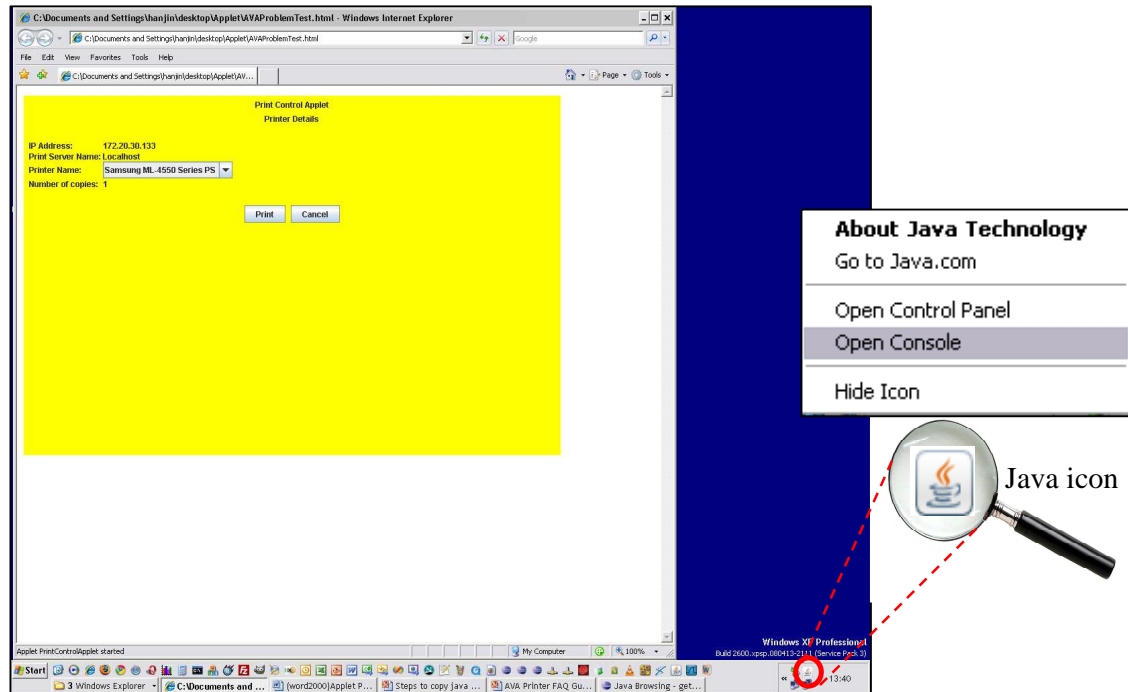 C:\Documents and Settings\hanjin\desktop\Applet\AVAProblemTest.html - Windows Internet Explorer
C:\Documents and Settings\hanjin\desktop\Applet\AVAProblemTest.html
Google
File Edit View Favorites Tools Help
C:\Documents and Settings\hanjin\desktop\Applet\AV...
Page Tools
Print Control Applet
Printer Details
IP Address: 172.20.30.133
Print Server Name: Localhost
Printer Name: Samsung ML-4550 Series PS
Number of copies: 1
Print Cancel
About Java Technology
Go to Java.com
Open Control Panel
Open Console
Hide Icon
Java icon
Windows XP Professional
Build 2600.xpsp.080413-2111 (Service Pack 3)
Applet PrintControlApplet started
My Computer
100%
Start
3 Windows Explorer
C:\Documents and ...
(word2000)Applet P...
Steps to copy java ...
AVA Printer FAQ Gu...
Java Browsing - get...
13:40